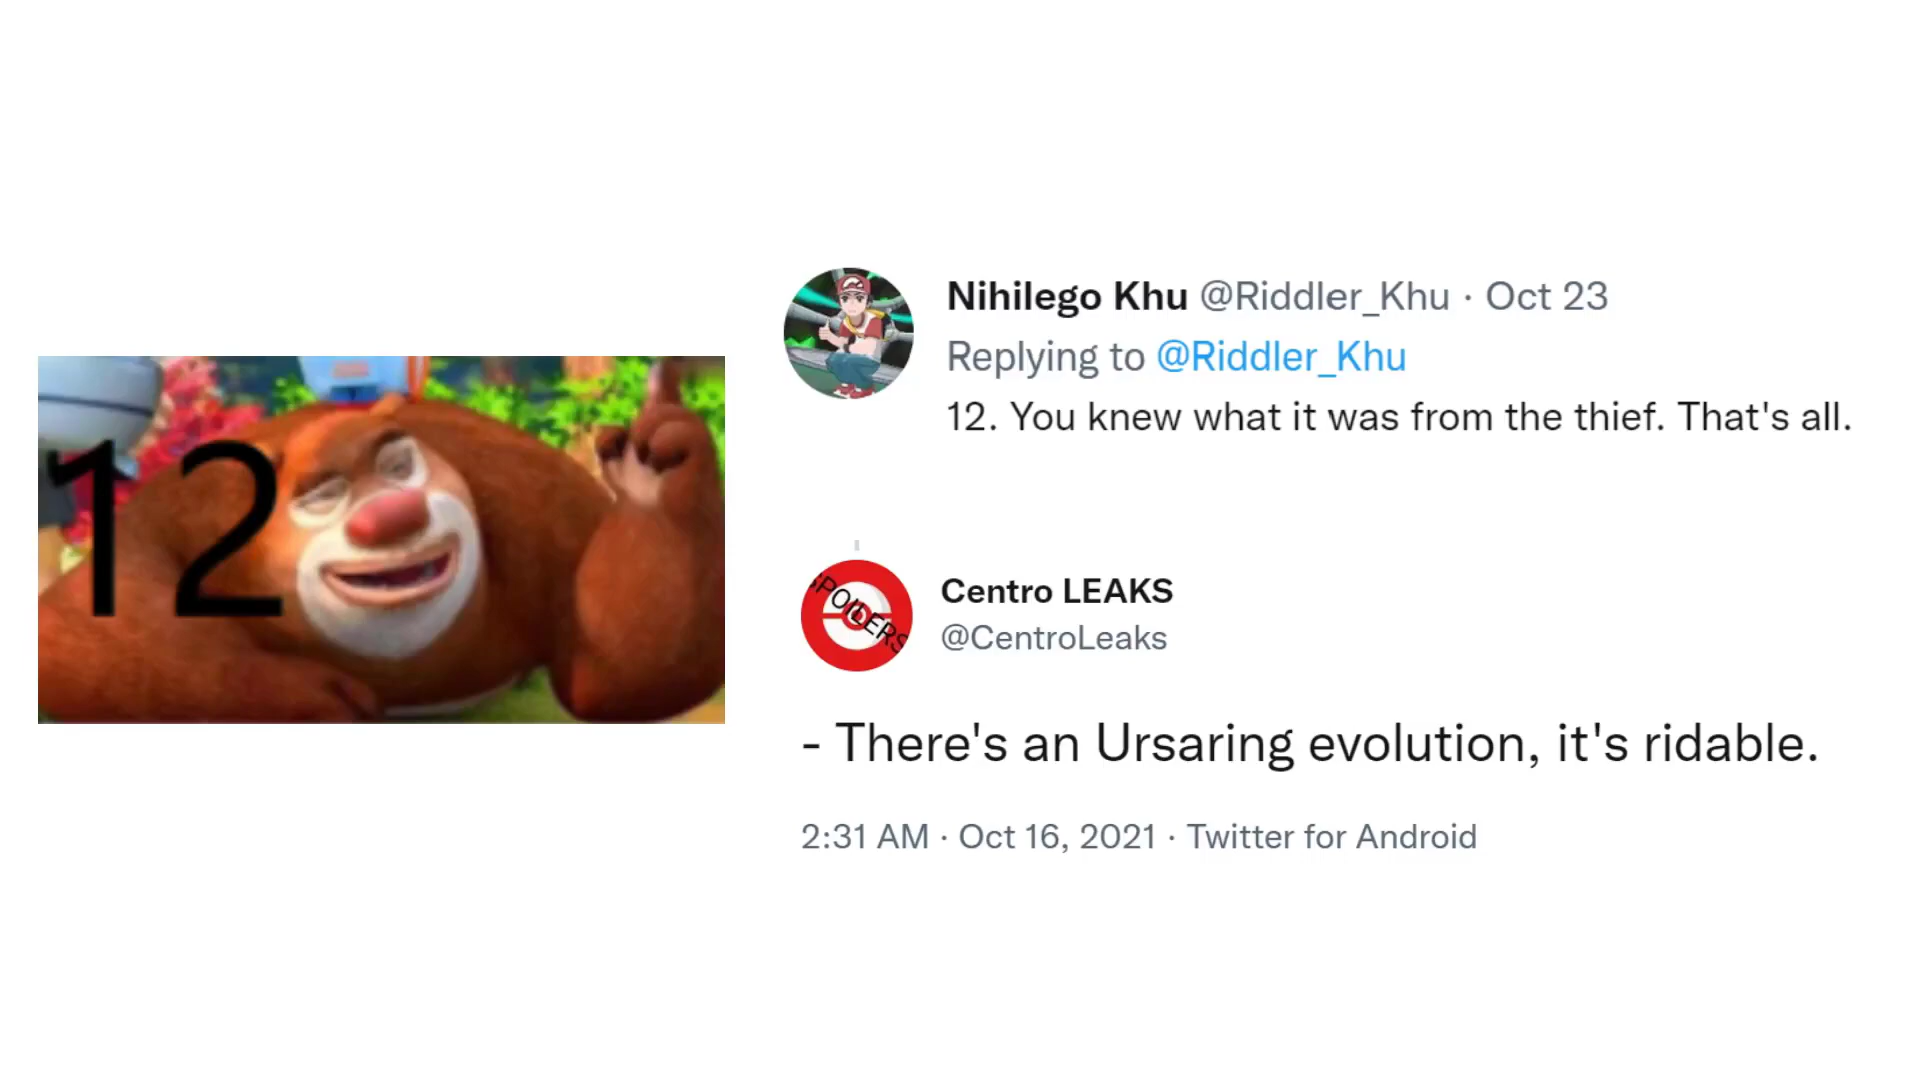 12
Nihilego Khu @Riddler_Khu · Oct 23
Replying to @Riddler_Khu
12. You knew what it was from the thief. That's all.
SPOILERS
Centro LEAKS
@CentroLeaks
- There's an Ursaring evolution, it's ridable.
2:31 AM · Oct 16, 2021 · Twitter for Android